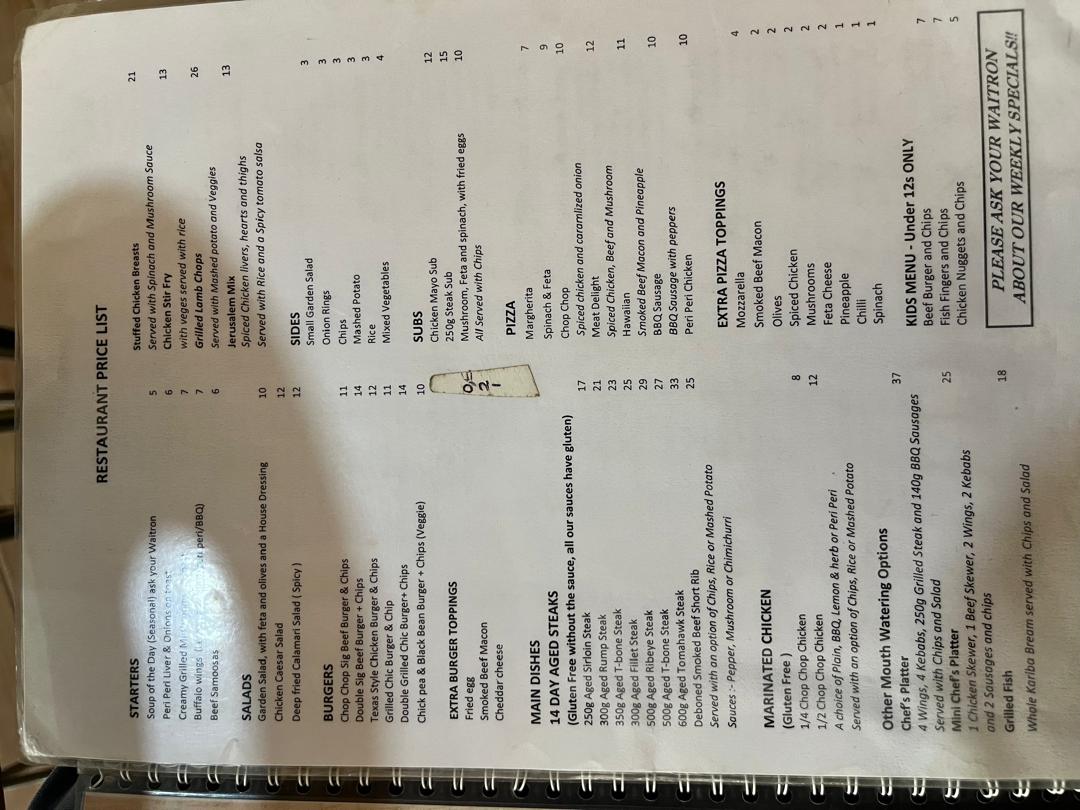 RESTAURANT PRICE LIST
STARTERS
Soup of the Day (Seasonal) ask your Waitron 5
Peri Peri Liver & Onions on toast 6
Creamy Grilled 7
Buffalo wings peri/BBQ) 7
Beef Samoosas 6
SALADS
Garden Salad, with feta and olives and a House Dressing 10
Chicken Caesar Salad 12
Deep fried Calamari Salad ( Spicy ) 12
BURGERS
Chop Chop Sig Beef Burger & Chips 11
Double Sig Beef Burger + Chips 14
Texas Style Chicken Burger & Chips 12
Grilled Chic Burger & Chip 11
Double Grilled Chic Burger+ Chips 14
Chick pea & Black Bean Burger + Chips (Veggie) 10
EXTRA BURGER TOPPINGS
Fried egg 0,5
Smoked Beef Macon 2
Cheddar cheese 1
MAIN DISHES
14 DAY AGED STEAKS
(Gluten Free without the sauce, all our sauces have gluten)
250g Aged Sirloin Steak 17
300g Aged Rump Steak 21
350g Aged T-bone Steak 23
300g Aged Fillet Steak 25
500g Aged Ribeye Steak 29
500g Aged T-bone Steak 27
600g Aged Tomahawk Steak 33
Deboned Smoked Beef Short Rib 25
Served with an option of Chips, Rice or Mashed Potato
Sauces :- Pepper, Mushroom or Chimichurri
MARINATED CHICKEN
(Gluten Free )
1/4 Chop Chop Chicken 8
1/2 Chop Chop Chicken 12
A choice of Plain, BBQ, Lemon & herb or Peri Peri
Served with an option of Chips, Rice or Mashed Potato
Other Mouth Watering Options
Chef's Platter 37
4 Wings, 4 Kebabs, 250g Grilled Steak and 140g BBQ Sausages
Served with Chips and Salad
Mini Chef's Platter 25
1 Chicken Skewer, 1 Beef Skewer, 2 Wings, 2 Kebabs
and 2 Sausages and chips
Grilled Fish 18
Whole Kariba Bream served with Chips and Salad
Stuffed Chicken Breasts 21
Served with Spinach and Mushroom Sauce
Chicken Stir Fry 13
with veges served with rice
Grilled Lamb Chops 26
Served with Mashed potato and Veggies
Jerusalem Mix 13
Spiced Chicken livers, hearts and thighs
Served with Rice and a Spicy tomato salsa
SIDES
Small Garden Salad 3
Onion Rings 3
Chips 3
Mashed Potato 3
Rice 3
Mixed Vegetables 4
SUBS
Chicken Mayo Sub 12
250g Steak Sub 15
Mushroom, Feta and spinach, with fried eggs 10
All Served with Chips
PIZZA
Margherita 7
Spinach & Feta 9
Chop Chop 10
Spiced chicken and caramlized onion
Meat Delight 12
Spiced Chicken, Beef and Mushroom
Hawaiian 11
Smoked Beef Macon and Pineapple
BBQ Sausage 10
BBQ Sausage with peppers
Peri Peri Chicken 10
EXTRA PIZZA TOPPINGS
Mozzarella 4
Smoked Beef Macon 2
Olives 2
Spiced Chicken 2
Mushrooms 2
Feta Cheese 2
Pineapple 1
Chilli 1
Spinach 1
KIDS MENU - Under 12s ONLY
Beef Burger and Chips 7
Fish Fingers and Chips 7
Chicken Nuggets and Chips 5
PLEASE ASK YOUR WAITRON
ABOUT OUR WEEKLY SPECIALS!!